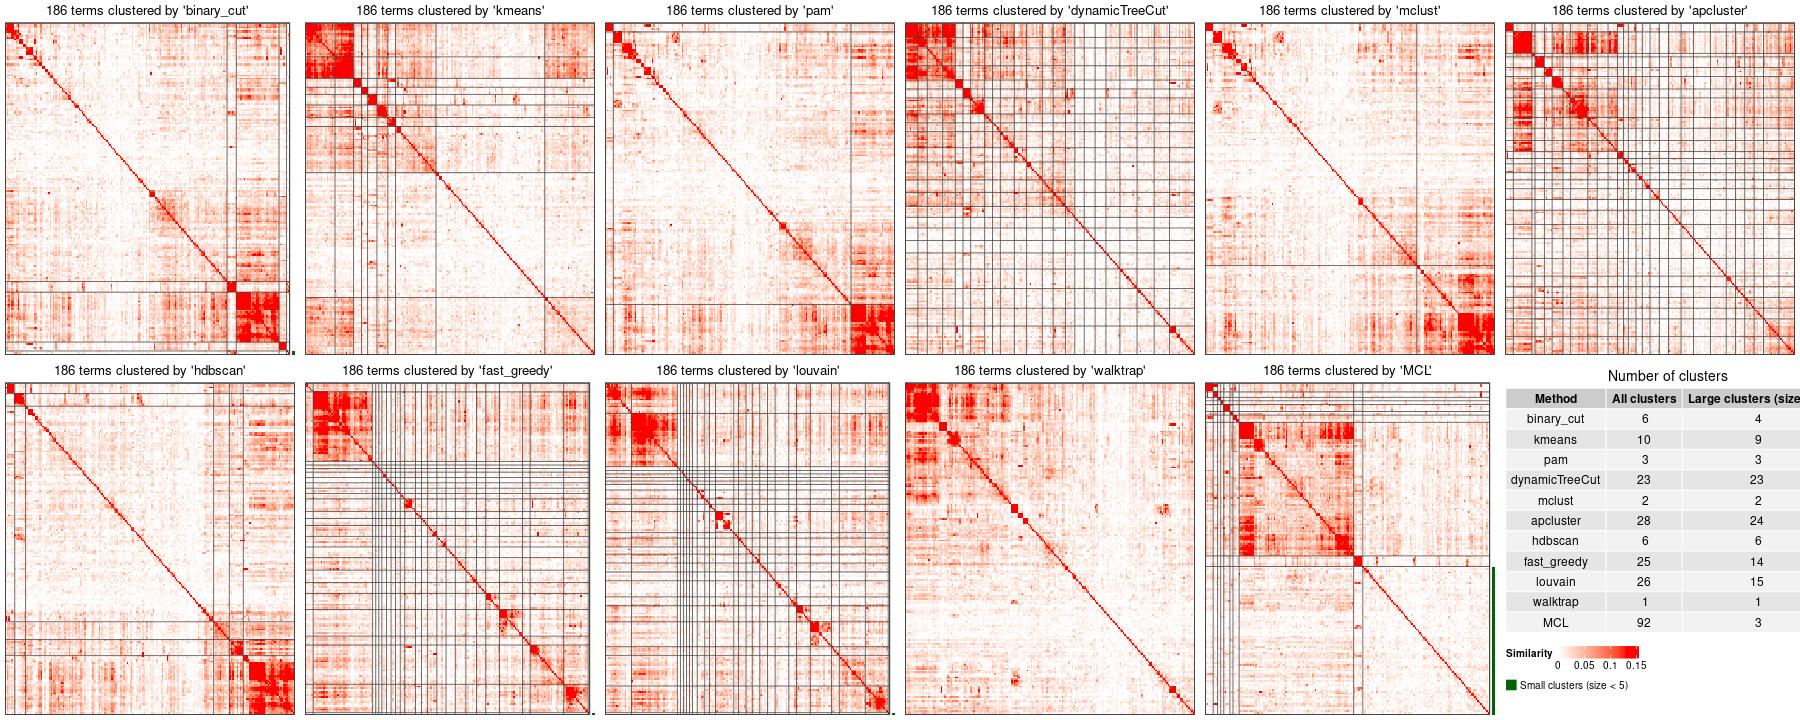 186 terms clustered by 'binary_cut'
186 terms clustered by 'kmeans'
186 terms clustered by 'pam'
186 terms clustered by 'dynamicTreeCut'
186 terms clustered by 'mclust'
186 terms clustered by 'apcluster'
186 terms clustered by 'hdbscan'
186 terms clustered by 'fast_greedy'
186 terms clustered by 'louvain'
186 terms clustered by 'walktrap'
186 terms clustered by 'MCL'
Number of clusters
Method All clusters Large clusters (size
binary_cut 6 4
kmeans 10 9
pam 3 3
dynamicTreeCut 23 23
mclust 2 2
apcluster 28 24
hdbscan 6 6
fast_greedy 25 14
louvain 26 15
walktrap 1 1
MCL 92 3
Similarity
0 0.05 0.1 0.15
Small clusters (size < 5)